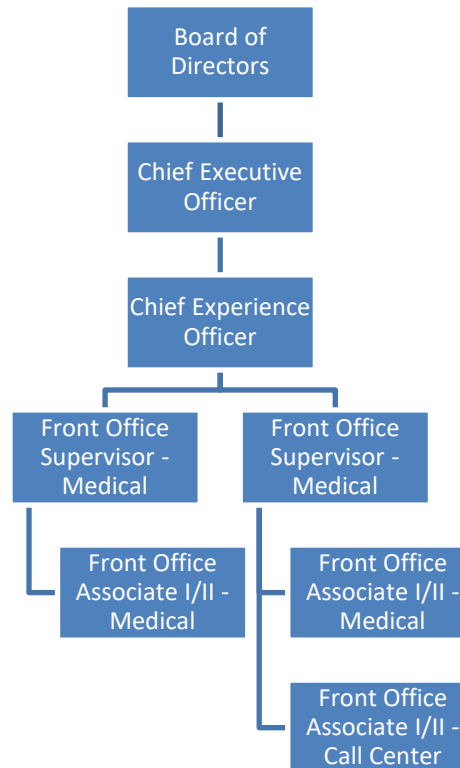 Board of
Directors
Chief Executive
Officer
Chief Experience
Officer
Front Office
Supervisor -
Medical
Front Office
Supervisor -
Medical
Front Office
Associate I/II -
Medical
Front Office
Associate I/II -
Medical
Front Office
Associate I/II -
Call Center